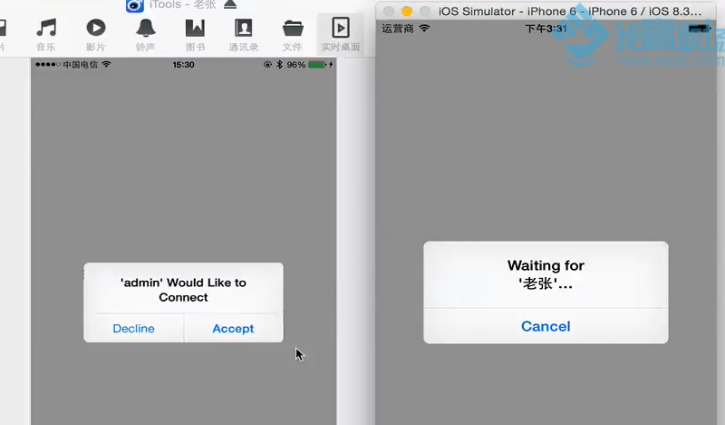 iTools - 老张
音乐
影片
铃声
图书
通讯录
文件
实时桌面
中国电信
15:30
96%
'admin' Would Like to
Connect
Decline
Accept
iOS Simulator - iPhone 6 - iPhone 6 / iOS 8.3...
运营商
下午3:31
Waiting for
'老张'...
Cancel